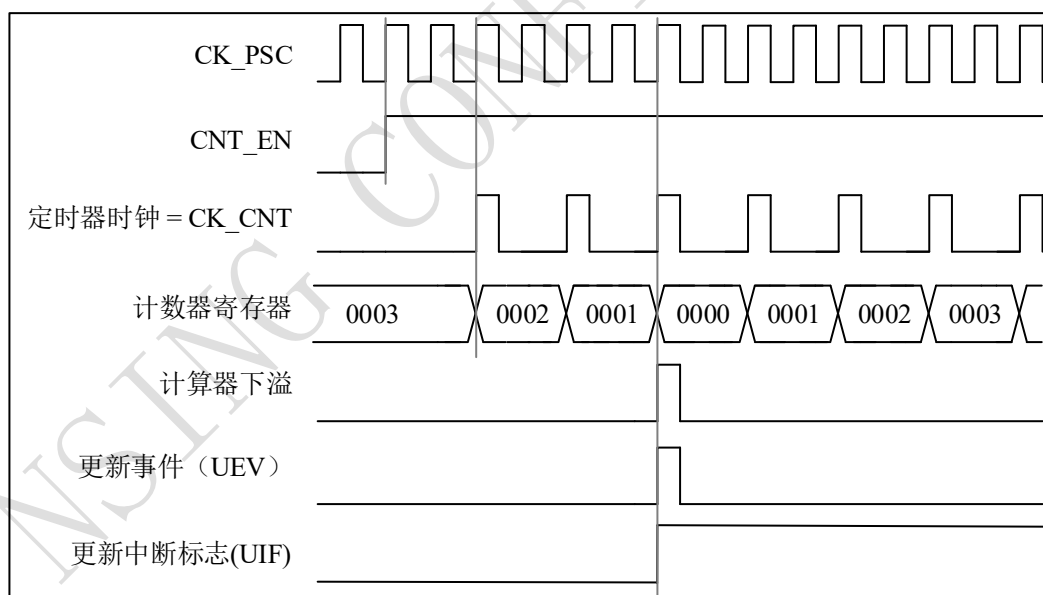 CK_PSC
CNT_EN
定时器时钟 = CK_CNT
计数器寄存器 0003 0002 0001 0000 0001 0002 0003
计算器下溢
更新事件（UEV）
更新中断标志(UIF)
NSING CONF